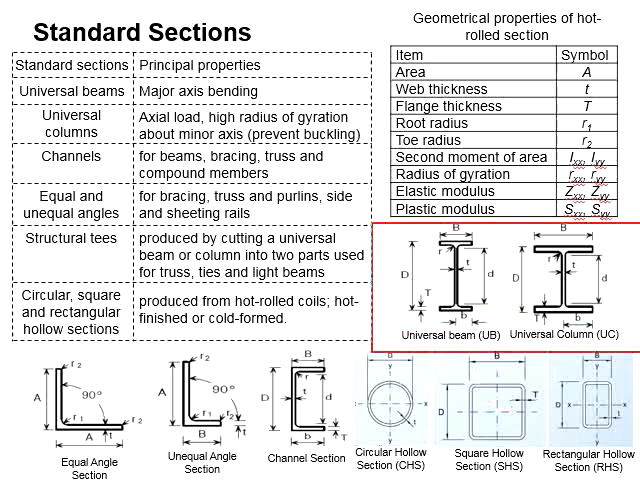 Standard Sections
Standard sections Principal properties
Universal beams Major axis bending
Universal columns Axial load, high radius of gyration
about minor axis (prevent buckling)
Channels for beams, bracing, truss and
compound members
Equal and
unequal angles for bracing, truss and purlins, side
and sheeting rails
Structural tees produced by cutting a universal
beam or column into two parts used
for truss, ties and light beams
Circular, square
and rectangular
hollow sections produced from hot-rolled coils; hot-
finished or cold-formed.
Geometrical properties of hot-
rolled section
Item Symbol
Area A
Web thickness t
Flange thickness T
Root radius r1
Toe radius r2
Second moment of area Ixx, Iyy
Radius of gyration rxx, ryy
Elastic modulus Zxx, Zyy
Plastic modulus Sxx, Syy
B
r
t
D
d
T
b
Universal beam (UB)
B
r
t
D
d
T
b
Universal Column (UC)
r2
A
90°
r1
A
t
Equal Angle
Section
r2
A
90°
r1
B
t
Unequal Angle
Section
B
r
D
t
d
b
T
Channel Section
D
y
x
x
t
y
Circular Hollow
Section (CHS)
B
y
D
T
y
Square Hollow
Section (SHS)
B
y
D
x
x
t
y
Rectangular Hollow
Section (RHS)